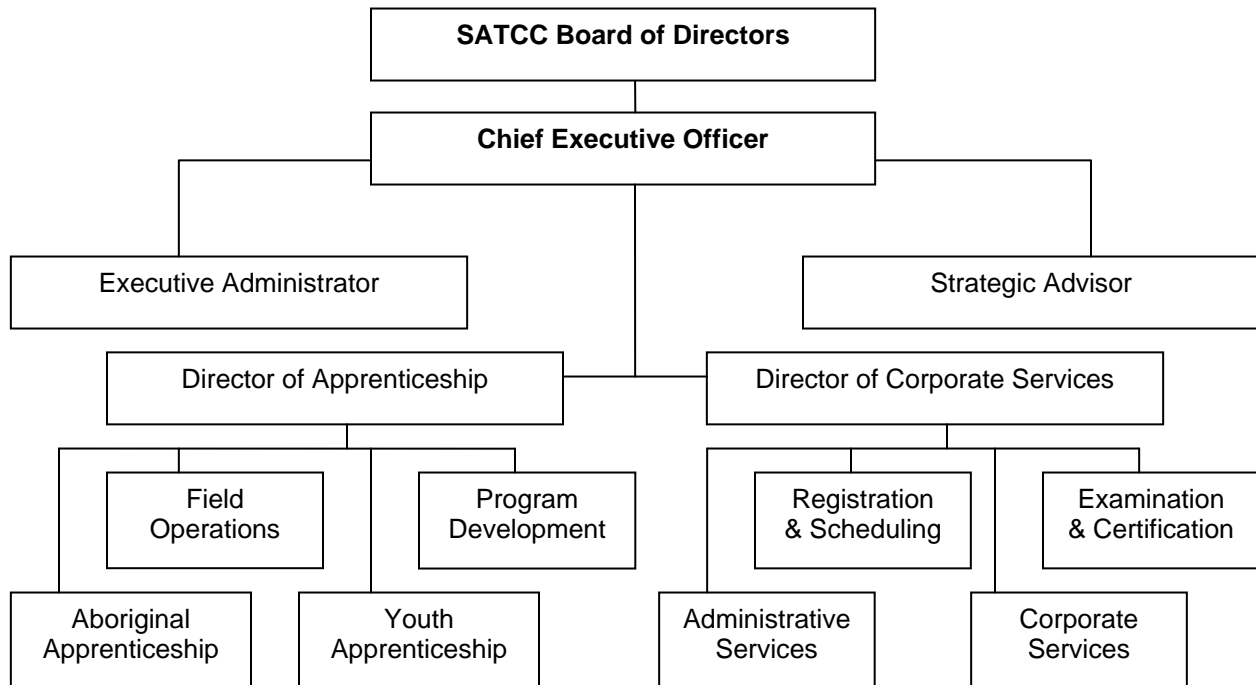 SATCC Board of Directors
Chief Executive Officer
Executive Administrator
Strategic Advisor
Director of Apprenticeship
Director of Corporate Services
Field
Operations
Program
Development
Registration
& Scheduling
Examination
& Certification
Aboriginal
Apprenticeship
Youth
Apprenticeship
Administrative
Services
Corporate
Services